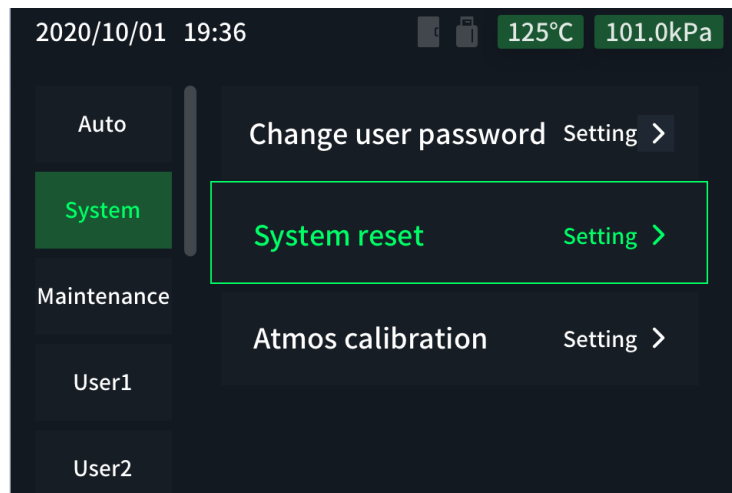 2020/10/01 19:36 125°C 101.0kPa
Auto
System
Maintenance
User1
User2
Change user password Setting
System reset Setting
Atmos calibration Setting